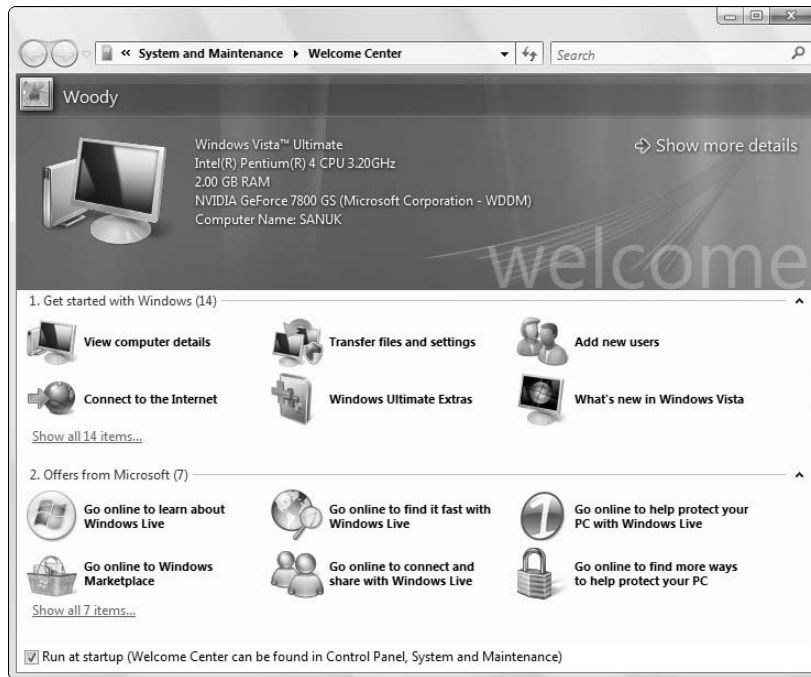 « System and Maintenance ▸ Welcome Center
Search
Woody
Windows Vista™ Ultimate
Intel(R) Pentium(R) 4 CPU 3.20GHz
2.00 GB RAM
NVIDIA GeForce 7800 GS (Microsoft Corporation - WDDM)
Computer Name: SANUK
Show more details
welcome
1. Get started with Windows (14)
View computer details
Transfer files and settings
Add new users
Connect to the Internet
Windows Ultimate Extras
What's new in Windows Vista
Show all 14 items...
2. Offers from Microsoft (7)
Go online to learn about
Windows Live
Go online to find it fast with
Windows Live
1
Go online to help protect your
PC with Windows Live
Go online to Windows
Marketplace
Go online to connect and
share with Windows Live
Go online to find more ways
to help protect your PC
Show all 7 items...
Run at startup (Welcome Center can be found in Control Panel, System and Maintenance)